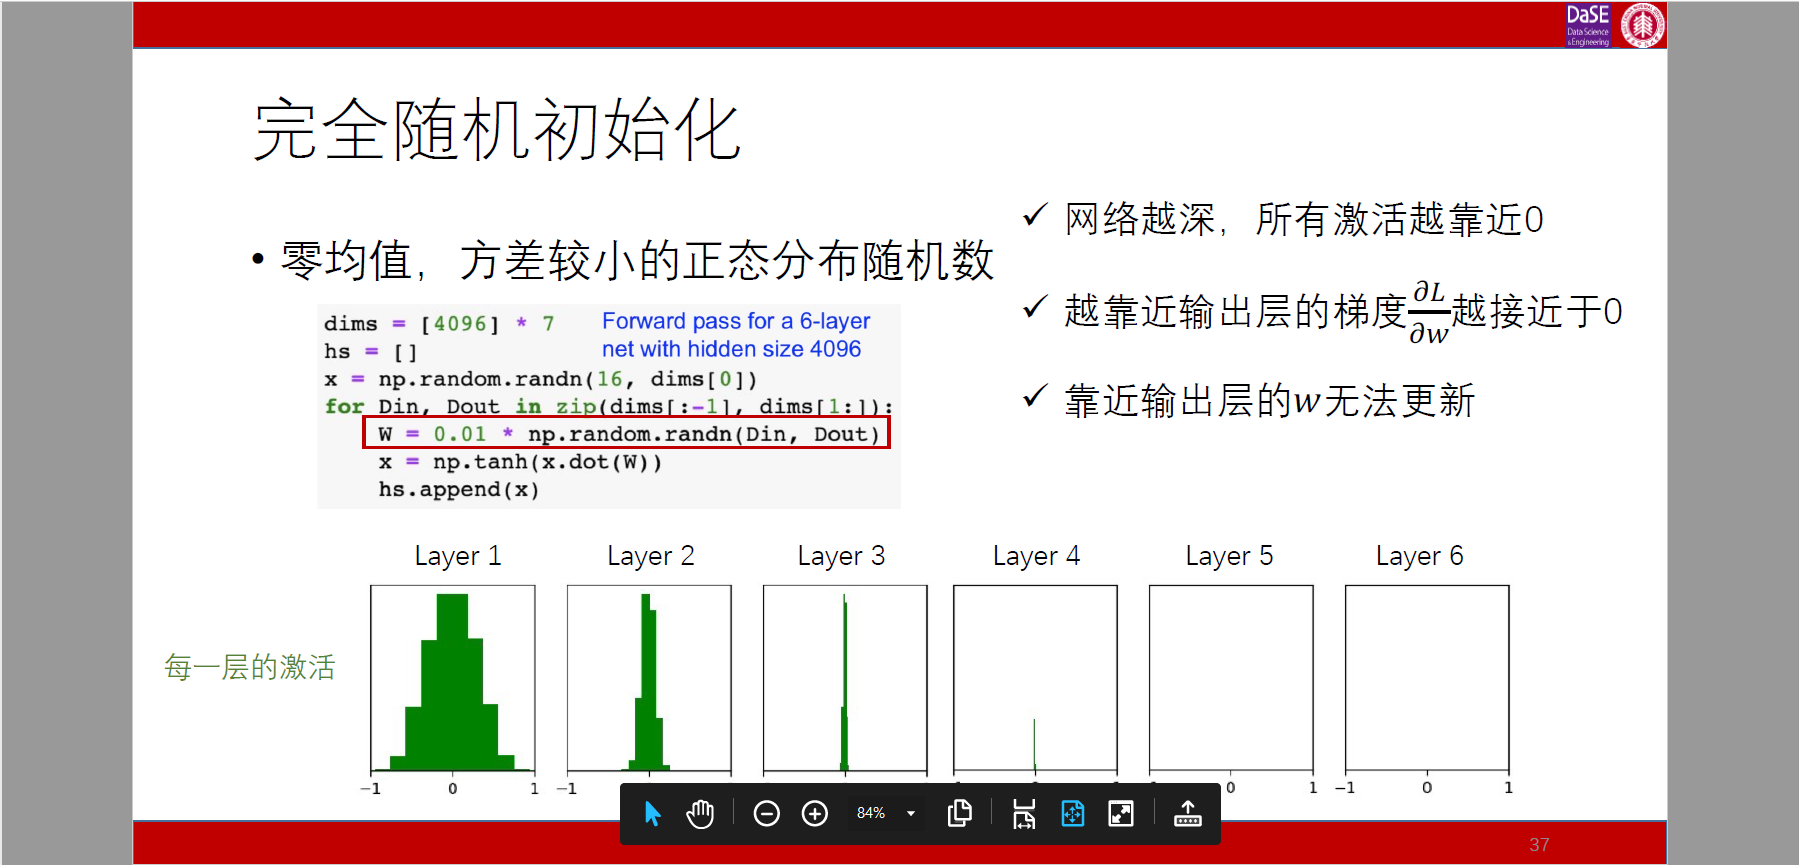 DaSE
Data Science
& Engineering
完全随机初始化
• 零均值，方差较小的正态分布随机数
dims = [4096] * 7
Forward pass for a 6-layer
net with hidden size 4096
hs = []
x = np.random.randn(16, dims[0])
for Din, Dout in zip(dims[:-1], dims[1:]):
W = 0.01 * np.random.randn(Din, Dout)
x = np.tanh(x.dot(W))
hs.append(x)
✓ 网络越深，所有激活越靠近0
✓ 越靠近输出层的梯度∂L/∂w越接近于0
✓ 靠近输出层的w无法更新
Layer 1 Layer 2 Layer 3 Layer 4 Layer 5 Layer 6
每一层的激活
−1 0 1 −1 0 1 −1 0 1
84%
37